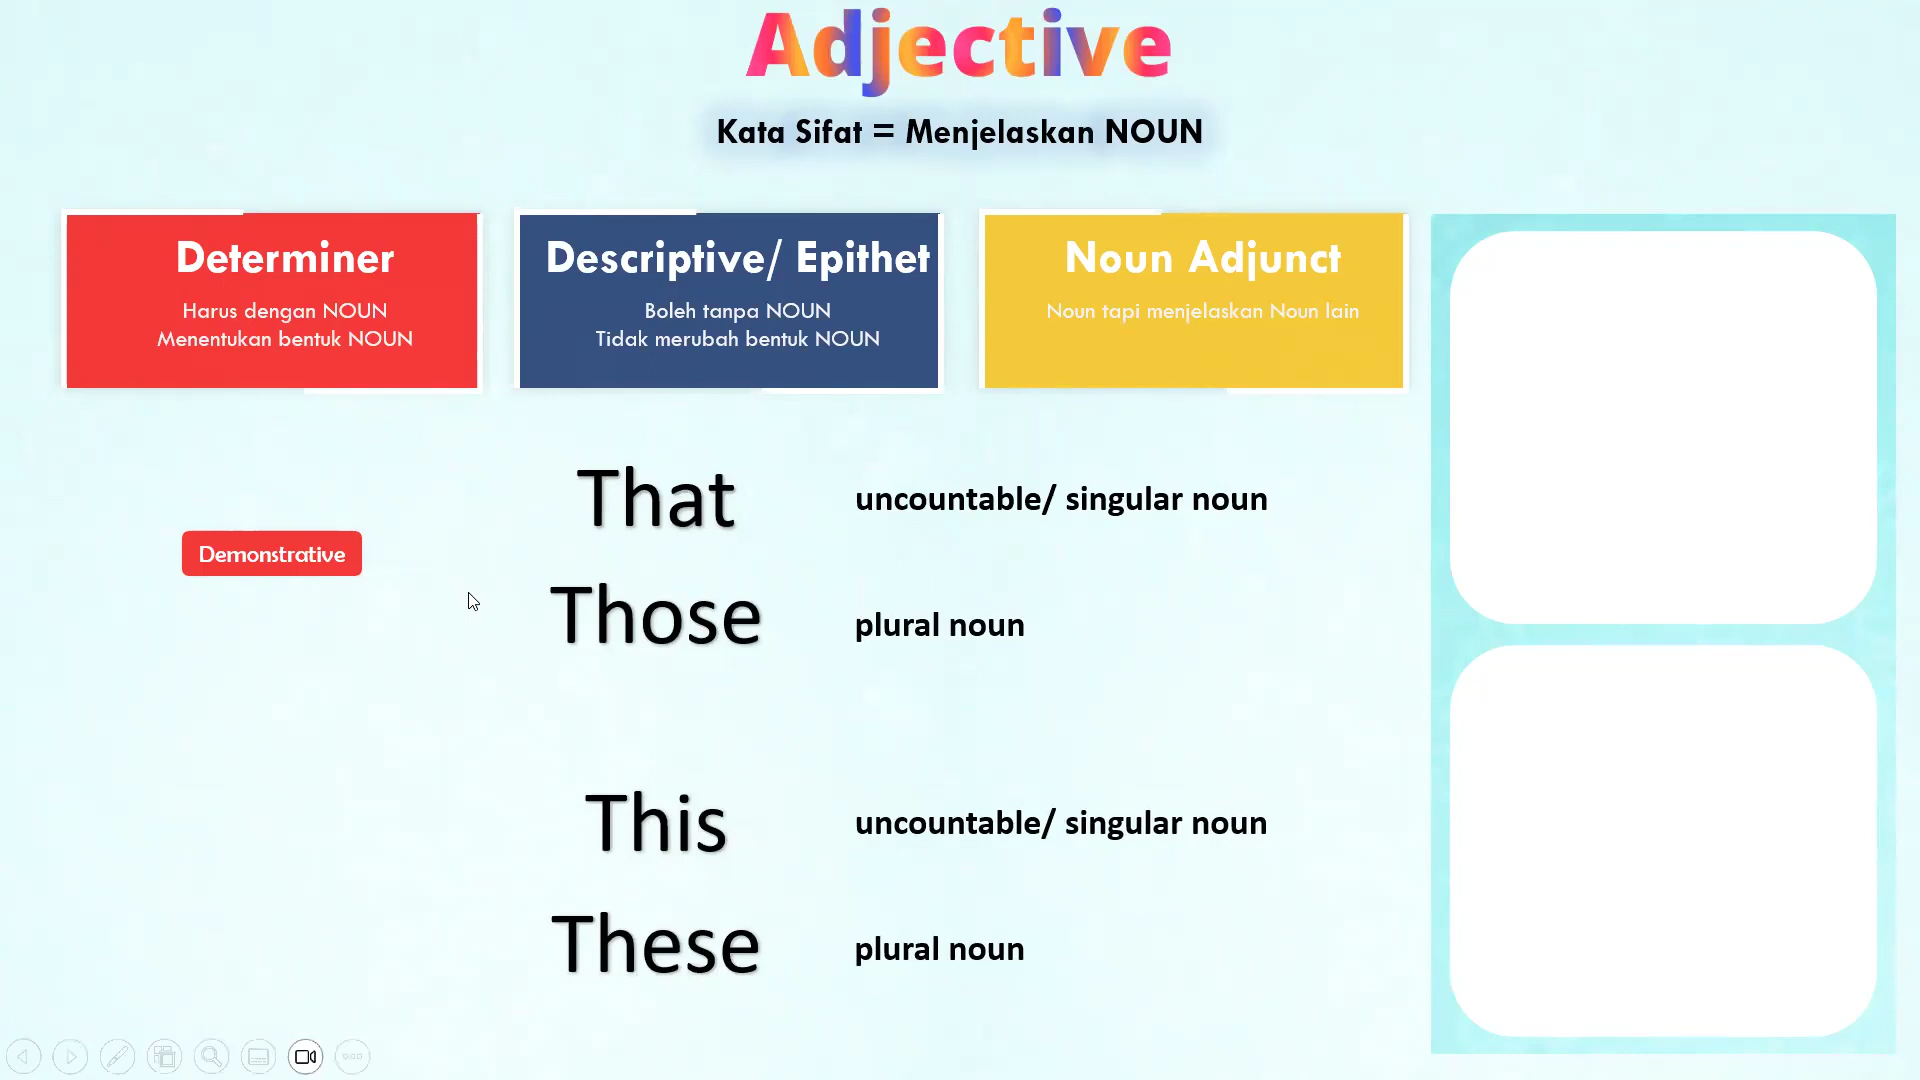 Adjective
Kata Sifat = Menjelaskan NOUN
Determiner
Harus dengan NOUN
Menentukan bentuk NOUN
Descriptive/ Epithet
Boleh tanpa NOUN
Tidak merubah bentuk NOUN
Noun Adjunct
Noun tapi menjelaskan Noun lain
Demonstrative
That uncountable/ singular noun
Those plural noun
This uncountable/ singular noun
These plural noun